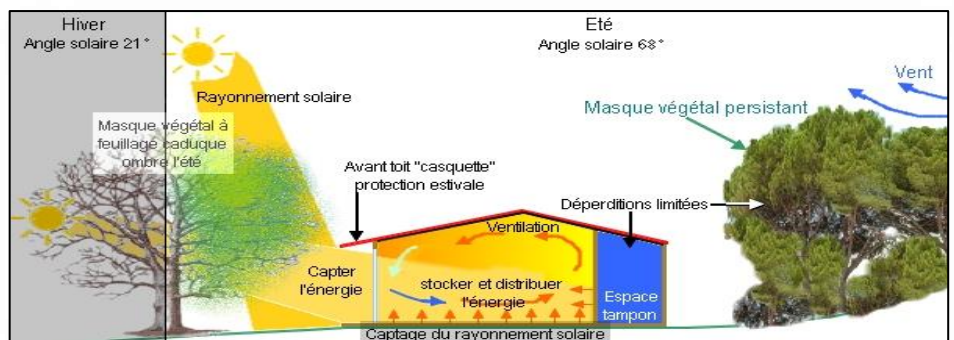 Hiver
Angle solaire 21°
Eté
Angle solaire 68°
Vent
Rayonnement solaire
Masque végétal persistant
Masque végétal à
feuillage caduque
ombre l'été
Avant toit "casquette"
protection estivale
Déperditions limitées
Ventilation
Capter
l'énergie
stocker et distribuer
l'énergie
Espace
tampon
Captage du rayonnement solaire